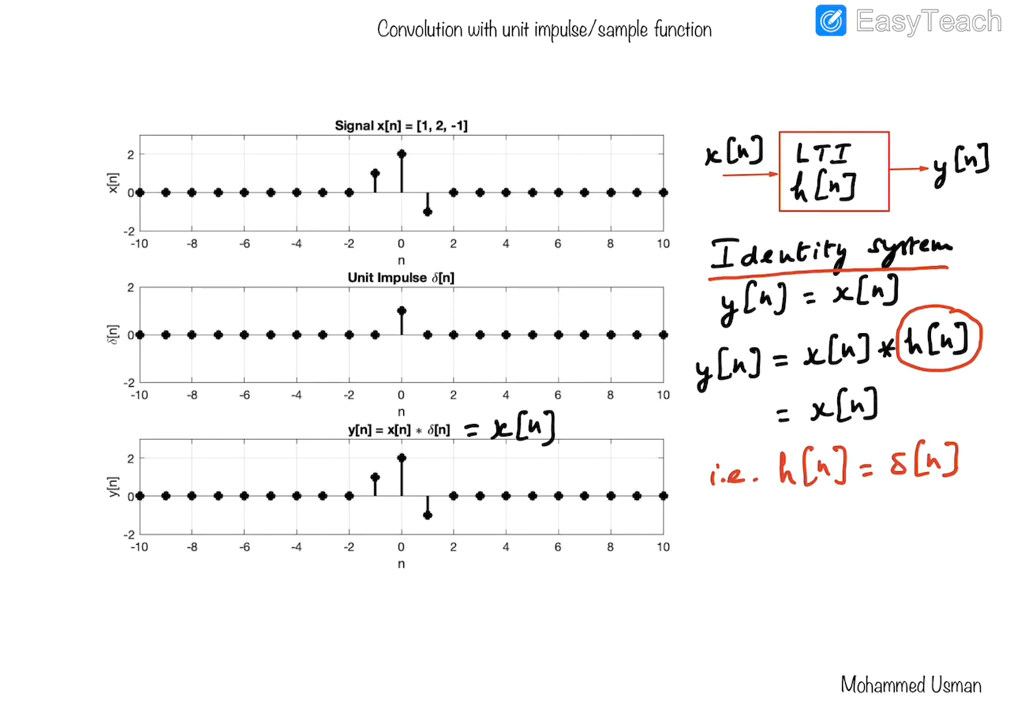 Convolution with unit impulse/sample function
EasyTeach
Signal x[n] = [1, 2, -1]
x[n]
2
0
-2
-10 -8 -6 -4 -2 0 2 4 6 8 10
n
Unit Impulse δ[n]
δ[n]
2
0
-2
-10 -8 -6 -4 -2 0 2 4 6 8 10
n
y[n] = x[n] * δ[n] = x[n]
y[n]
2
0
-2
-10 -8 -6 -4 -2 0 2 4 6 8 10
n
x[n] LTI y[n]
h[n]
Identity system
y[n] = x[n]
y[n] = x[n] * h[n]
= x[n]
i.e. h[n] = δ[n]
Mohammed Usman